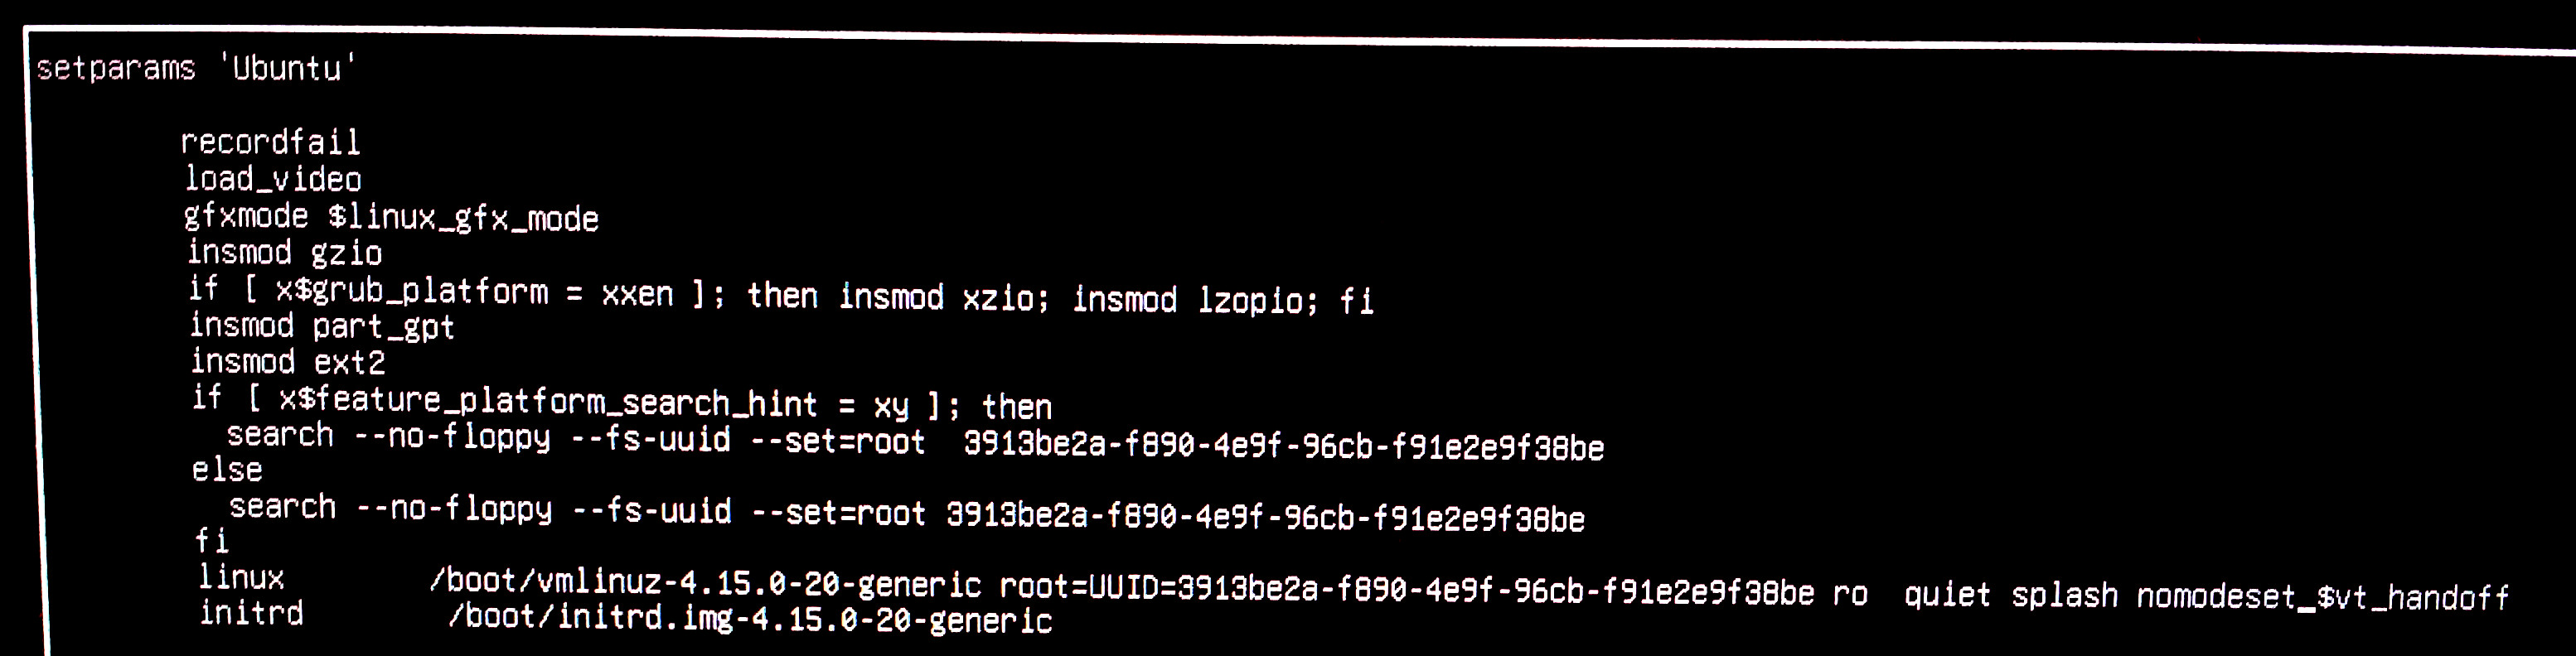 setparams 'Ubuntu'
recordfail
load_video
gfxmode $linux_gfx_mode
insmod gzio
if [ x$grub_platform = xxen ]; then insmod xzio; insmod lzopio; fi
insmod part_gpt
insmod ext2
if [ x$feature_platform_search_hint = xy ]; then
search --no-floppy --fs-uuid --set=root  3913be2a-f890-4e9f-96cb-f91e2e9f38be
else
search --no-floppy --fs-uuid --set=root 3913be2a-f890-4e9f-96cb-f91e2e9f38be
fi
linux /boot/vmlinuz-4.15.0-20-generic root=UUID=3913be2a-f890-4e9f-96cb-f91e2e9f38be ro  quiet splash nomodeset_$vt_handoff
initrd /boot/initrd.img-4.15.0-20-generic